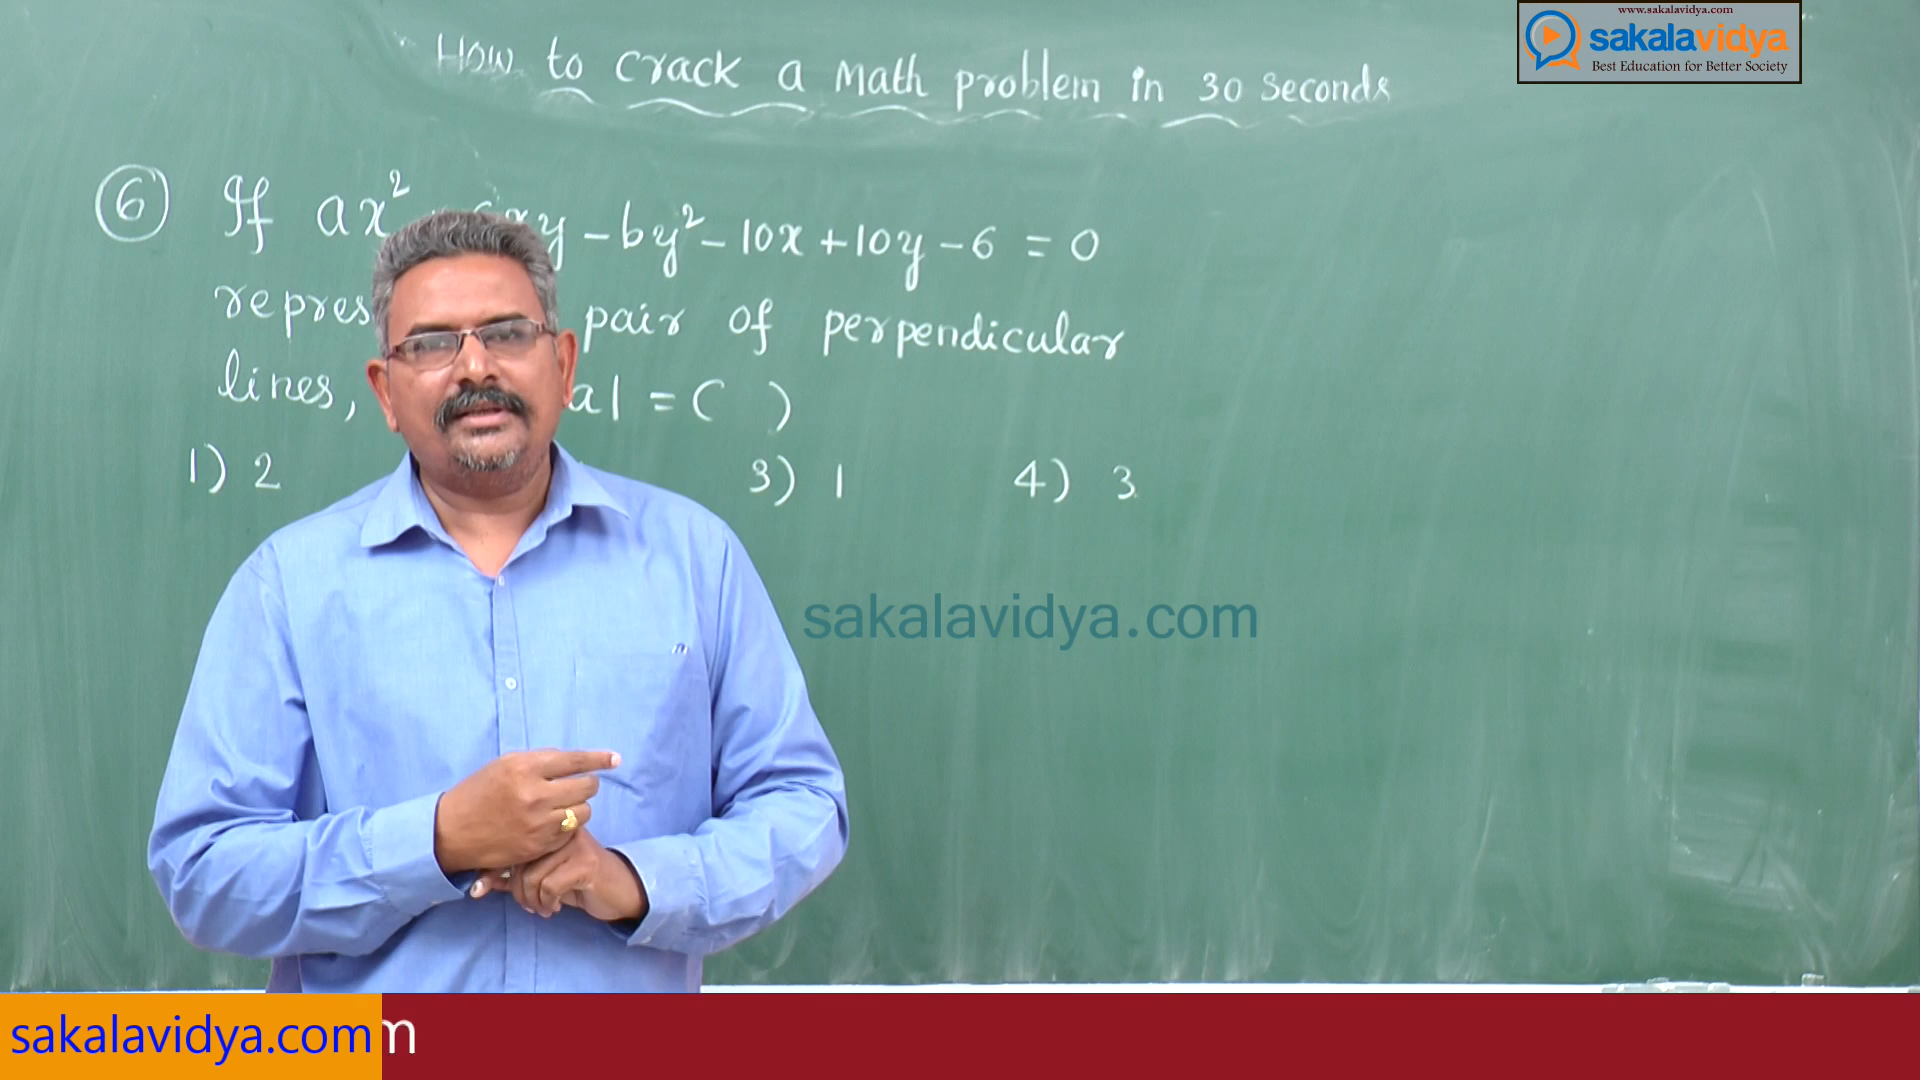 www.sakalavidya.com
sakalavidya
Best Education for Better Society
How to crack a Math problem in 30 seconds
6 If ax² xy - by² - 10x + 10y - 6 = 0
pair of perpendicular
lines, |a| = ( )
1) 2 3) 1 4) 3
sakalavidya.com
sakalavidya.com m